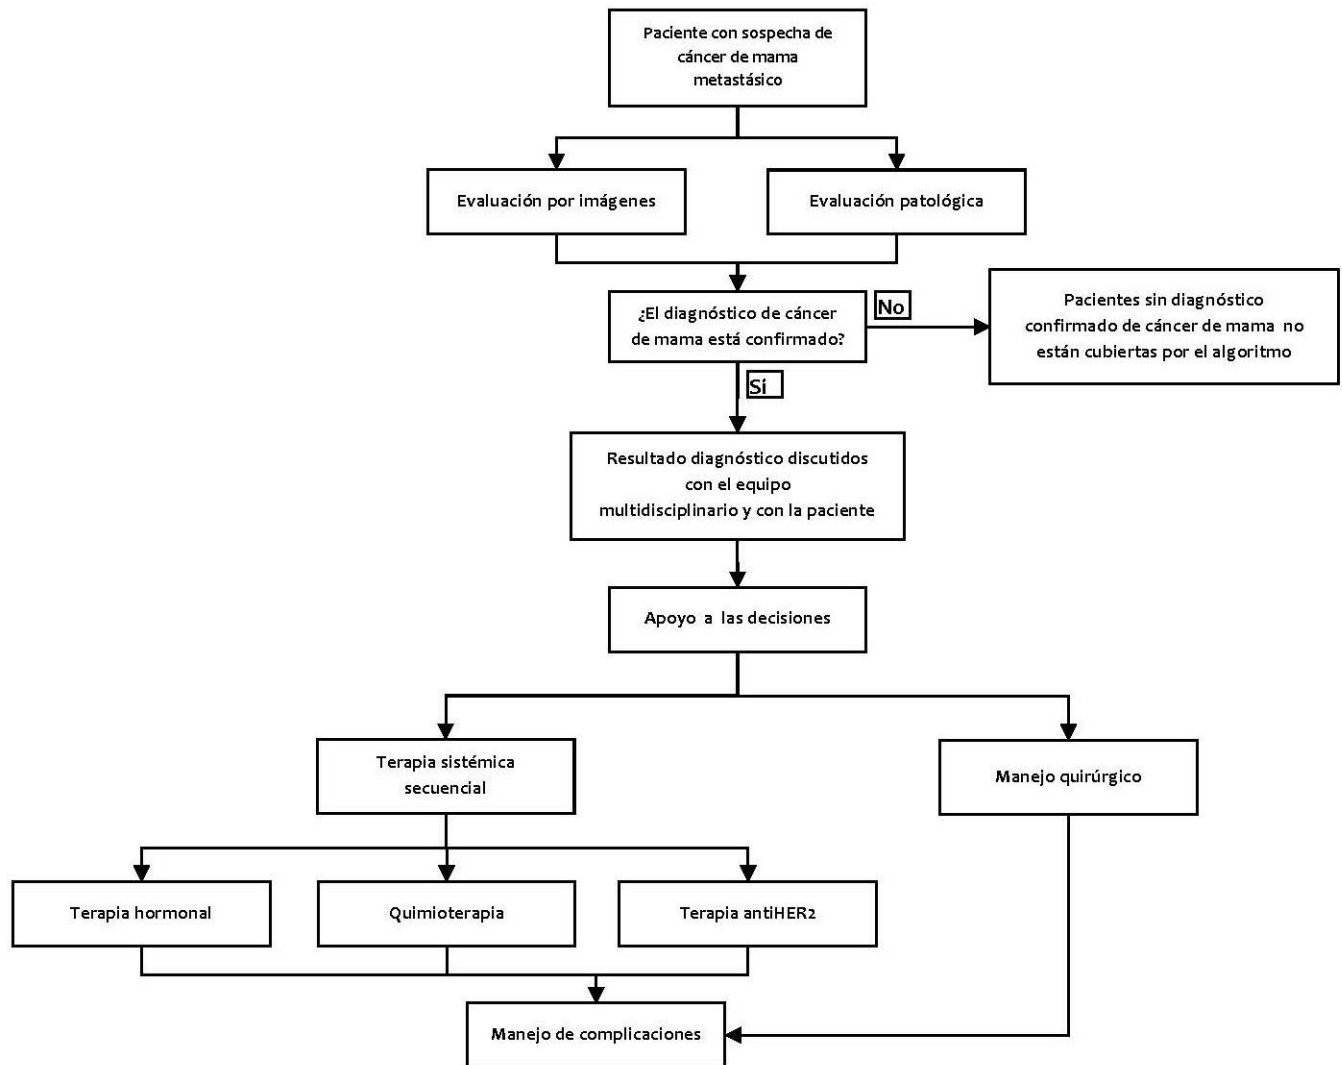 Paciente con sospecha de
cáncer de mama
metastásico
Evaluación por imágenes
Evaluación patológica
¿El diagnóstico de cáncer
de mama está confirmado?
No
Pacientes sin diagnóstico
confirmado de cáncer de mama no
están cubiertas por el algoritmo
Sí
Resultado diagnóstico discutidos
con el equipo
multidisciplinario y con la paciente
Apoyo a las decisiones
Terapia sistémica
secuencial
Manejo quirúrgico
Terapia hormonal
Quimioterapia
Terapia antiHER2
Manejo de complicaciones